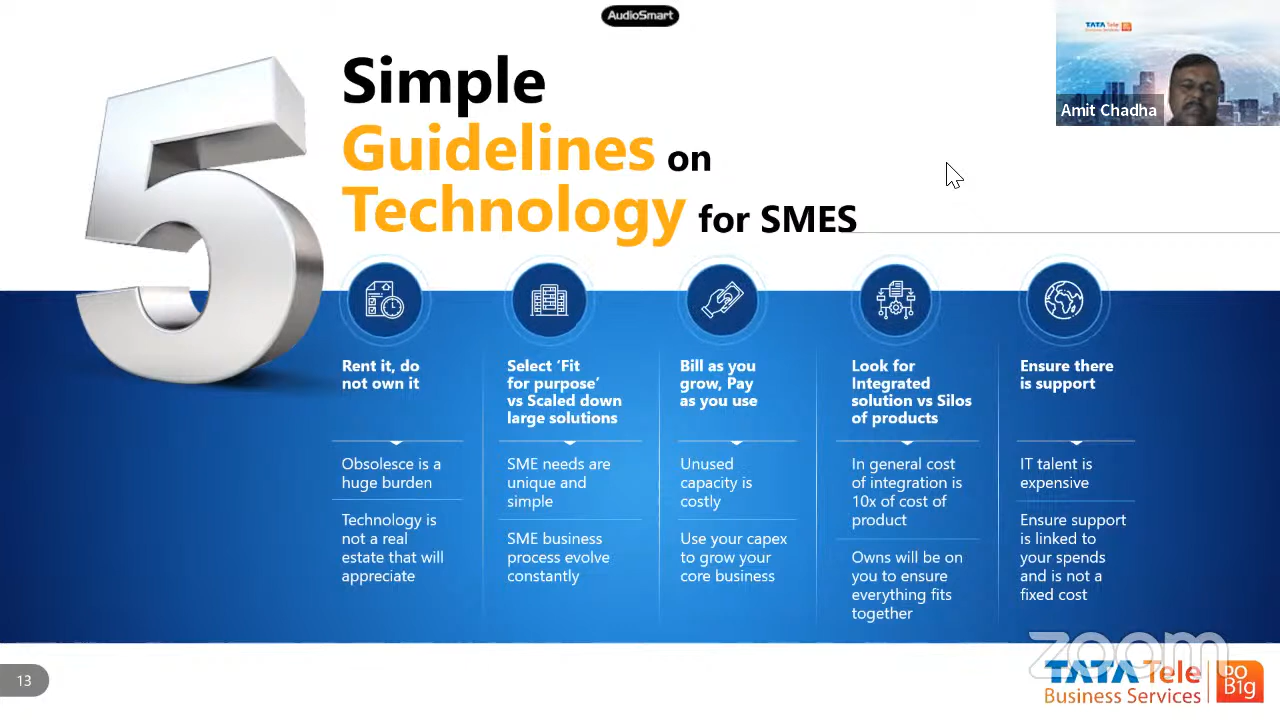 AudioSmart
TATA Tele
Amit Chadha
5
Simple
Guidelines on
Technology for SMES
Rent it, do
not own it
Obsolesce is a
huge burden
Technology is
not a real
estate that will
appreciate
Select ‘Fit
for purpose’
vs Scaled down
large solutions
SME needs are
unique and
simple
SME business
process evolve
constantly
Bill as you
grow, Pay
as you use
Unused
capacity is
costly
Use your capex
to grow your
core business
Look for
Integrated
solution vs Silos
of products
In general cost
of integration is
10x of cost of
product
Owns will be on
you to ensure
everything fits
together
Ensure there
is support
IT talent is
expensive
Ensure support
is linked to
your spends
and is not a
fixed cost
zoom
13
TATA Tele
Business Services
DO
B1G